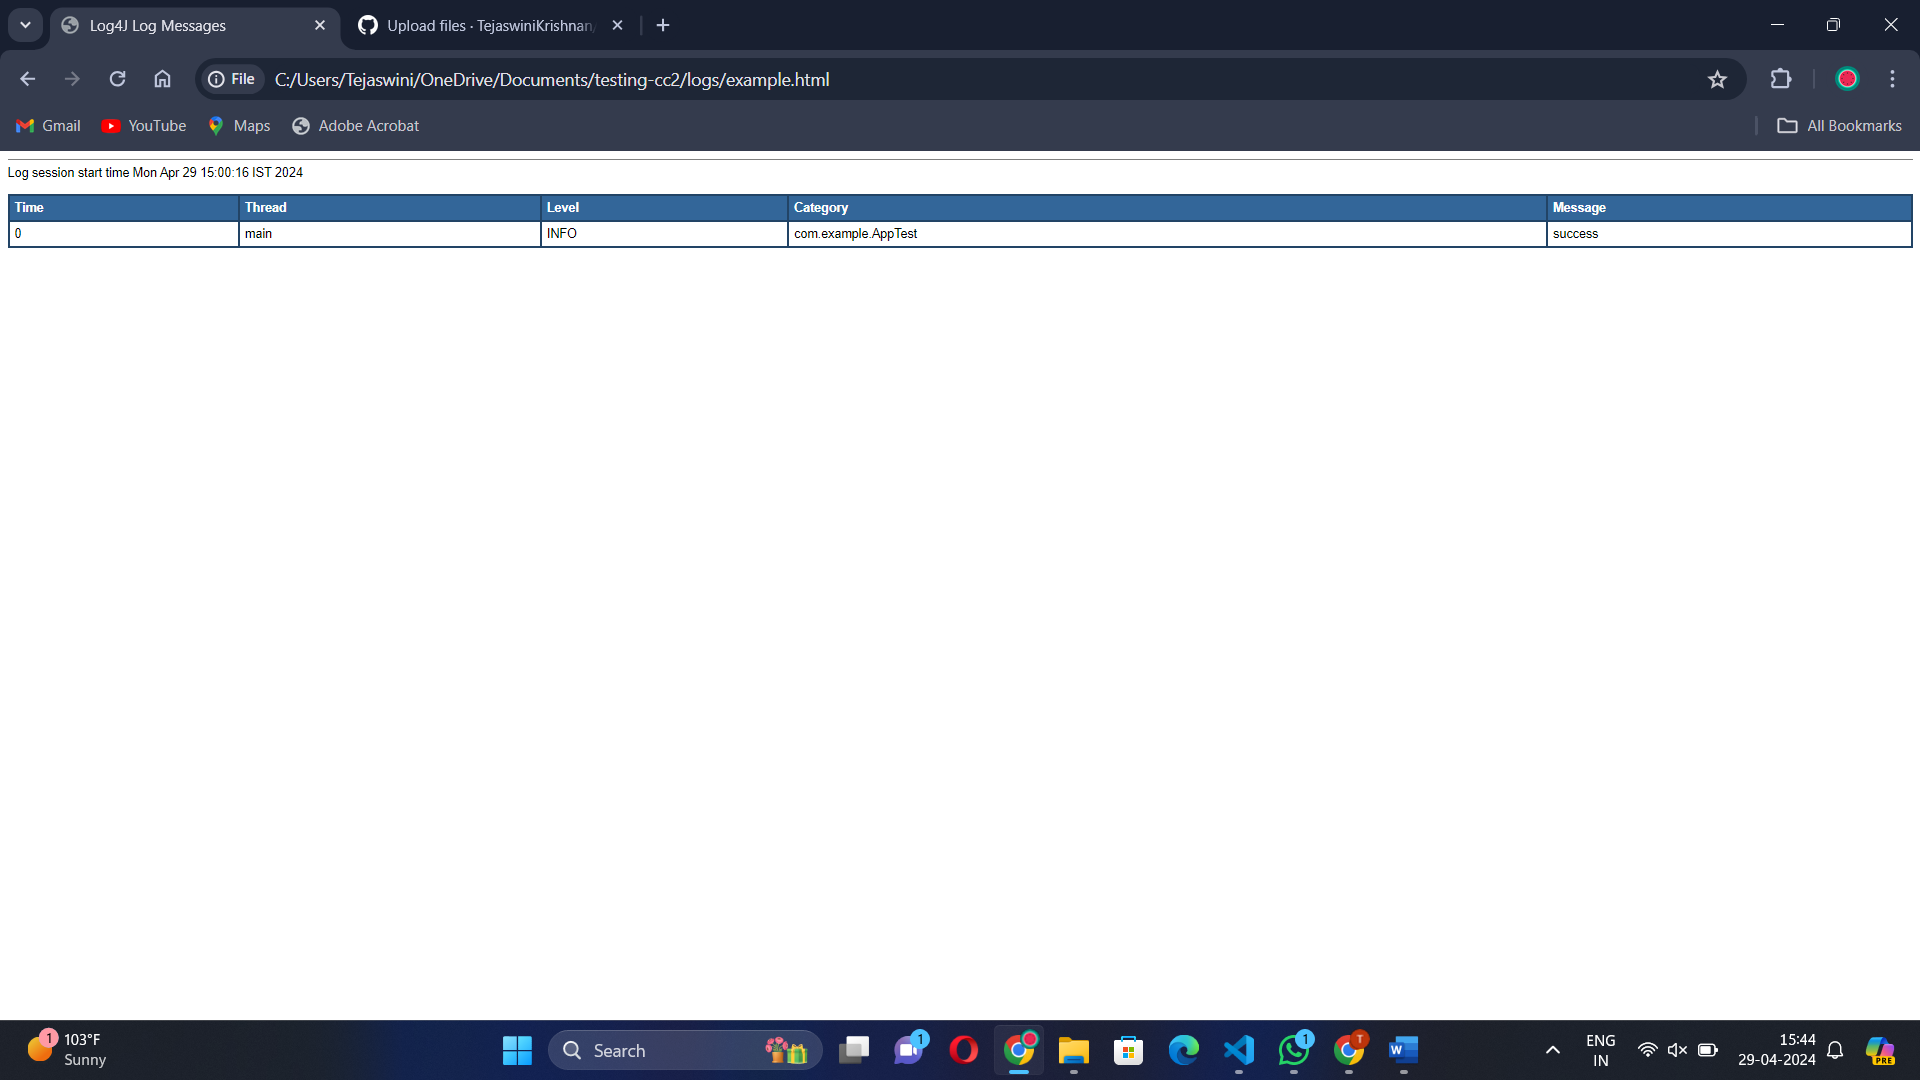 Log4J Log Messages
Upload files · TejaswiniKrishnan/
File
C:/Users/Tejaswini/OneDrive/Documents/testing-cc2/logs/example.html
Gmail YouTube Maps Adobe Acrobat All Bookmarks
Log session start time Mon Apr 29 15:00:16 IST 2024
Time Thread Level Category Message
0 main INFO com.example.AppTest success
1
103°F
Sunny
Search
1
1
T
W
ENG
IN
15:44
29-04-2024
PRE